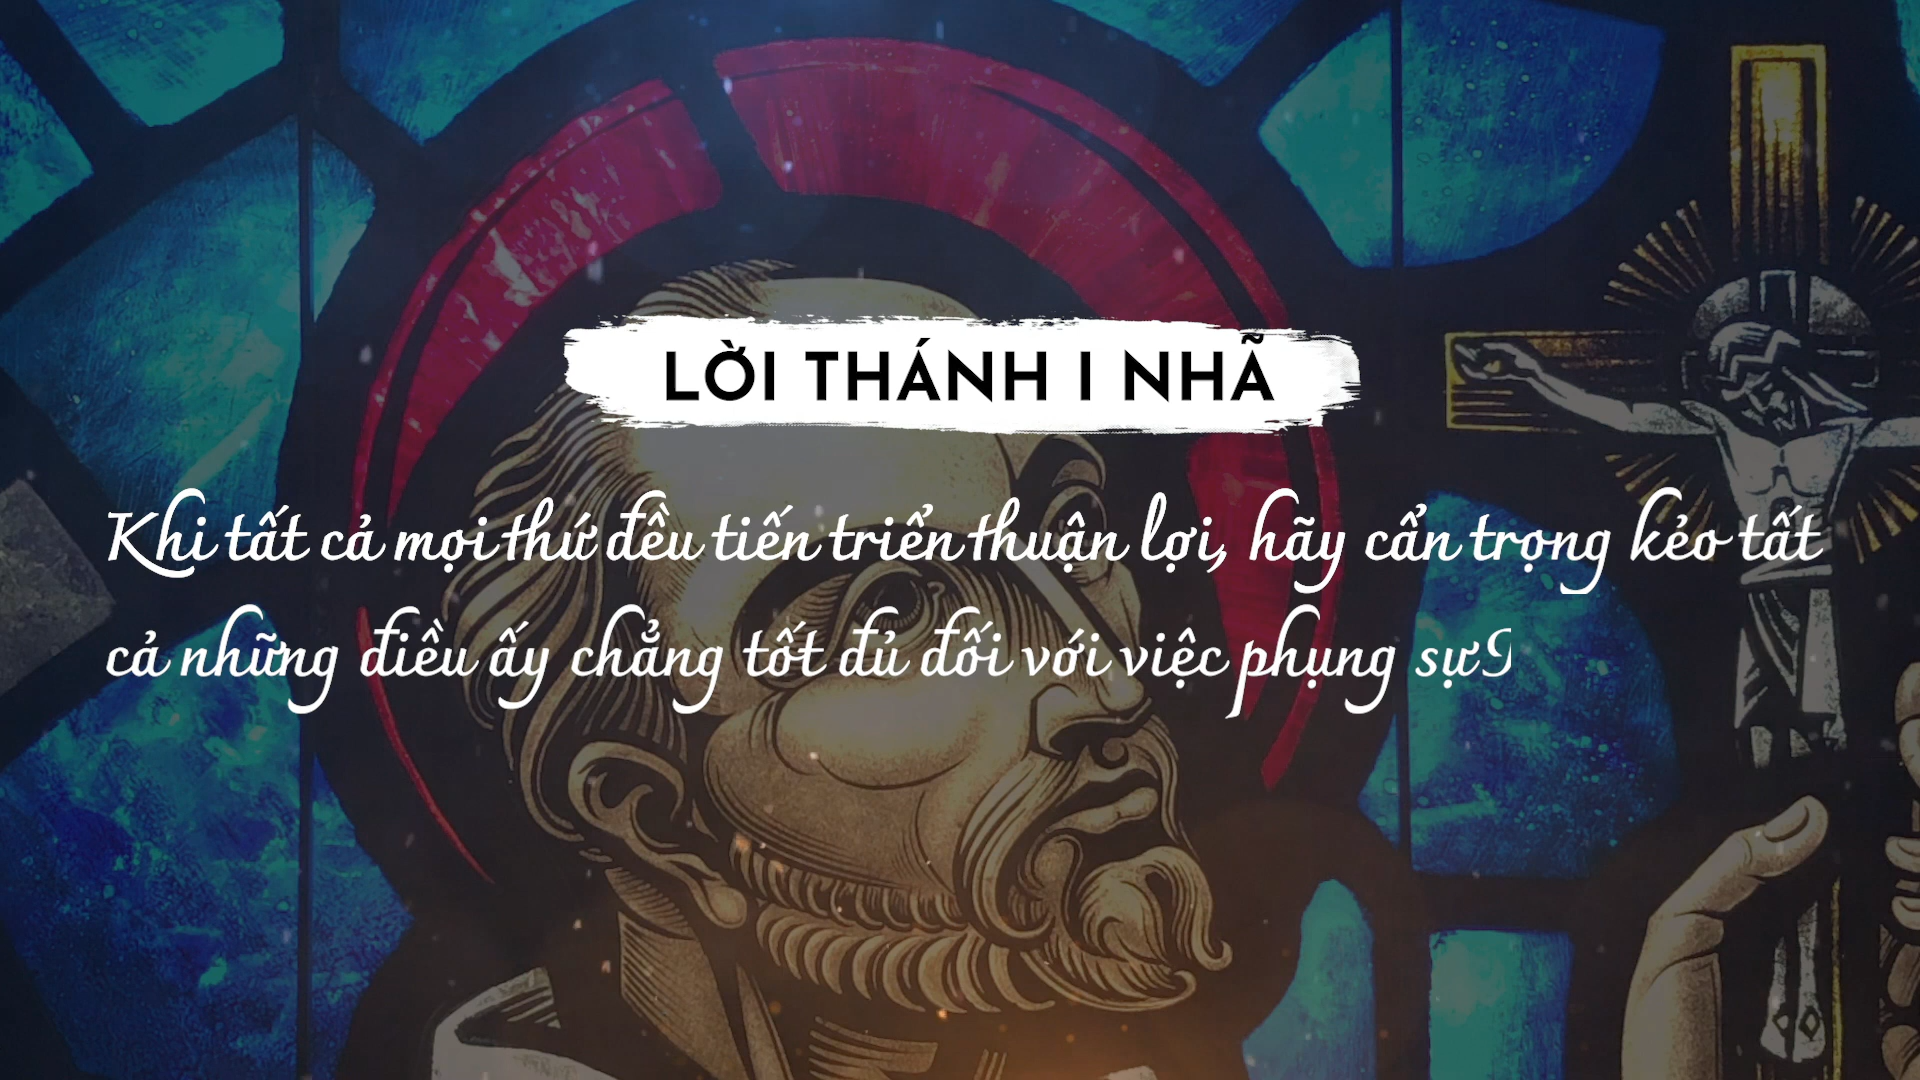 LỜI THÁNH I NHÃ
Khi tất cả mọi thứ đều tiến triển thuận lợi, hãy cẩn trọng kẻo tất
cả những điều ấy chẳng tốt đủ đối với việc phụng sự